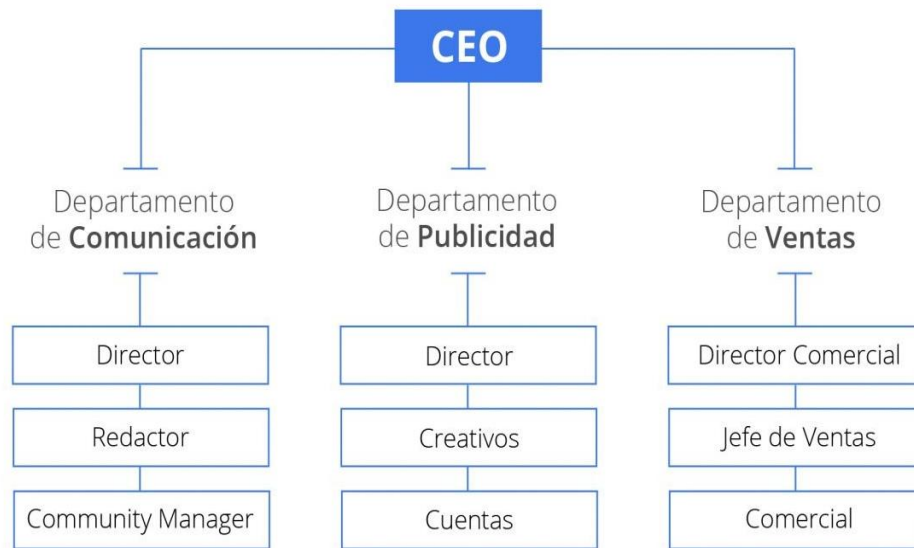 CEO
Departamento
de Comunicación
Departamento
de Publicidad
Departamento
de Ventas
Director
Redactor
Community Manager
Director
Creativos
Cuentas
Director Comercial
Jefe de Ventas
Comercial